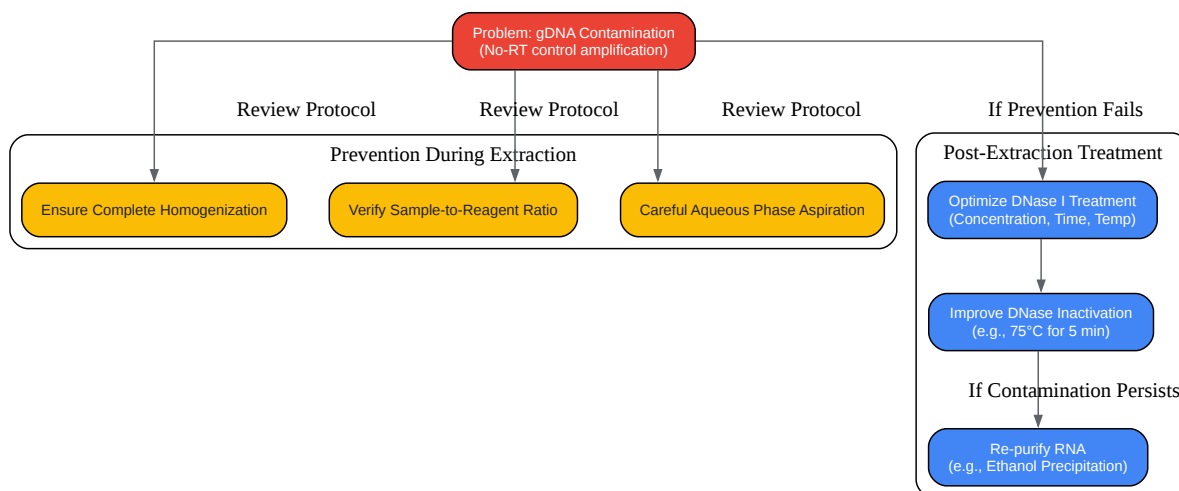 Problem: gDNA Contamination
(No-RT control amplification)
Review Protocol
Review Protocol
Review Protocol
If Prevention Fails
Prevention During Extraction
Post-Extraction Treatment
Ensure Complete Homogenization
Verify Sample-to-Reagent Ratio
Careful Aqueous Phase Aspiration
Optimize DNase I Treatment
(Concentration, Time, Temp)
Improve DNase Inactivation
(e.g., 75°C for 5 min)
If Contamination Persists
Re-purify RNA
(e.g., Ethanol Precipitation)